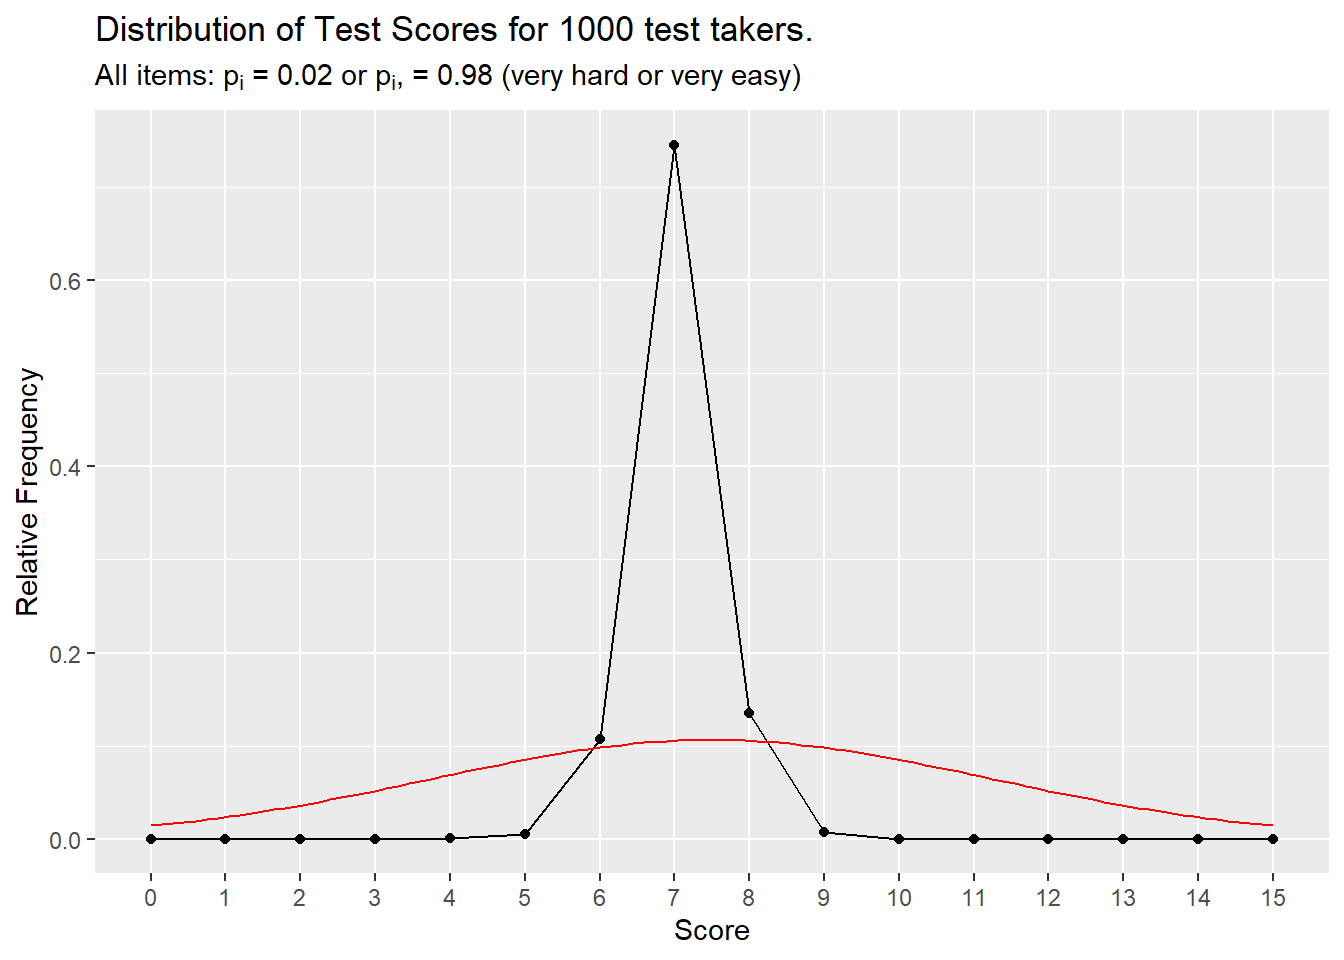 Distribution of Test Scores for 1000 test takers.
All items: pᵢ = 0.02 or pᵢ, = 0.98 (very hard or very easy)
Relative Frequency
0.6
0.4
0.2
0.0
0 1 2 3 4 5 6 7 8 9 10 11 12 13 14 15
Score